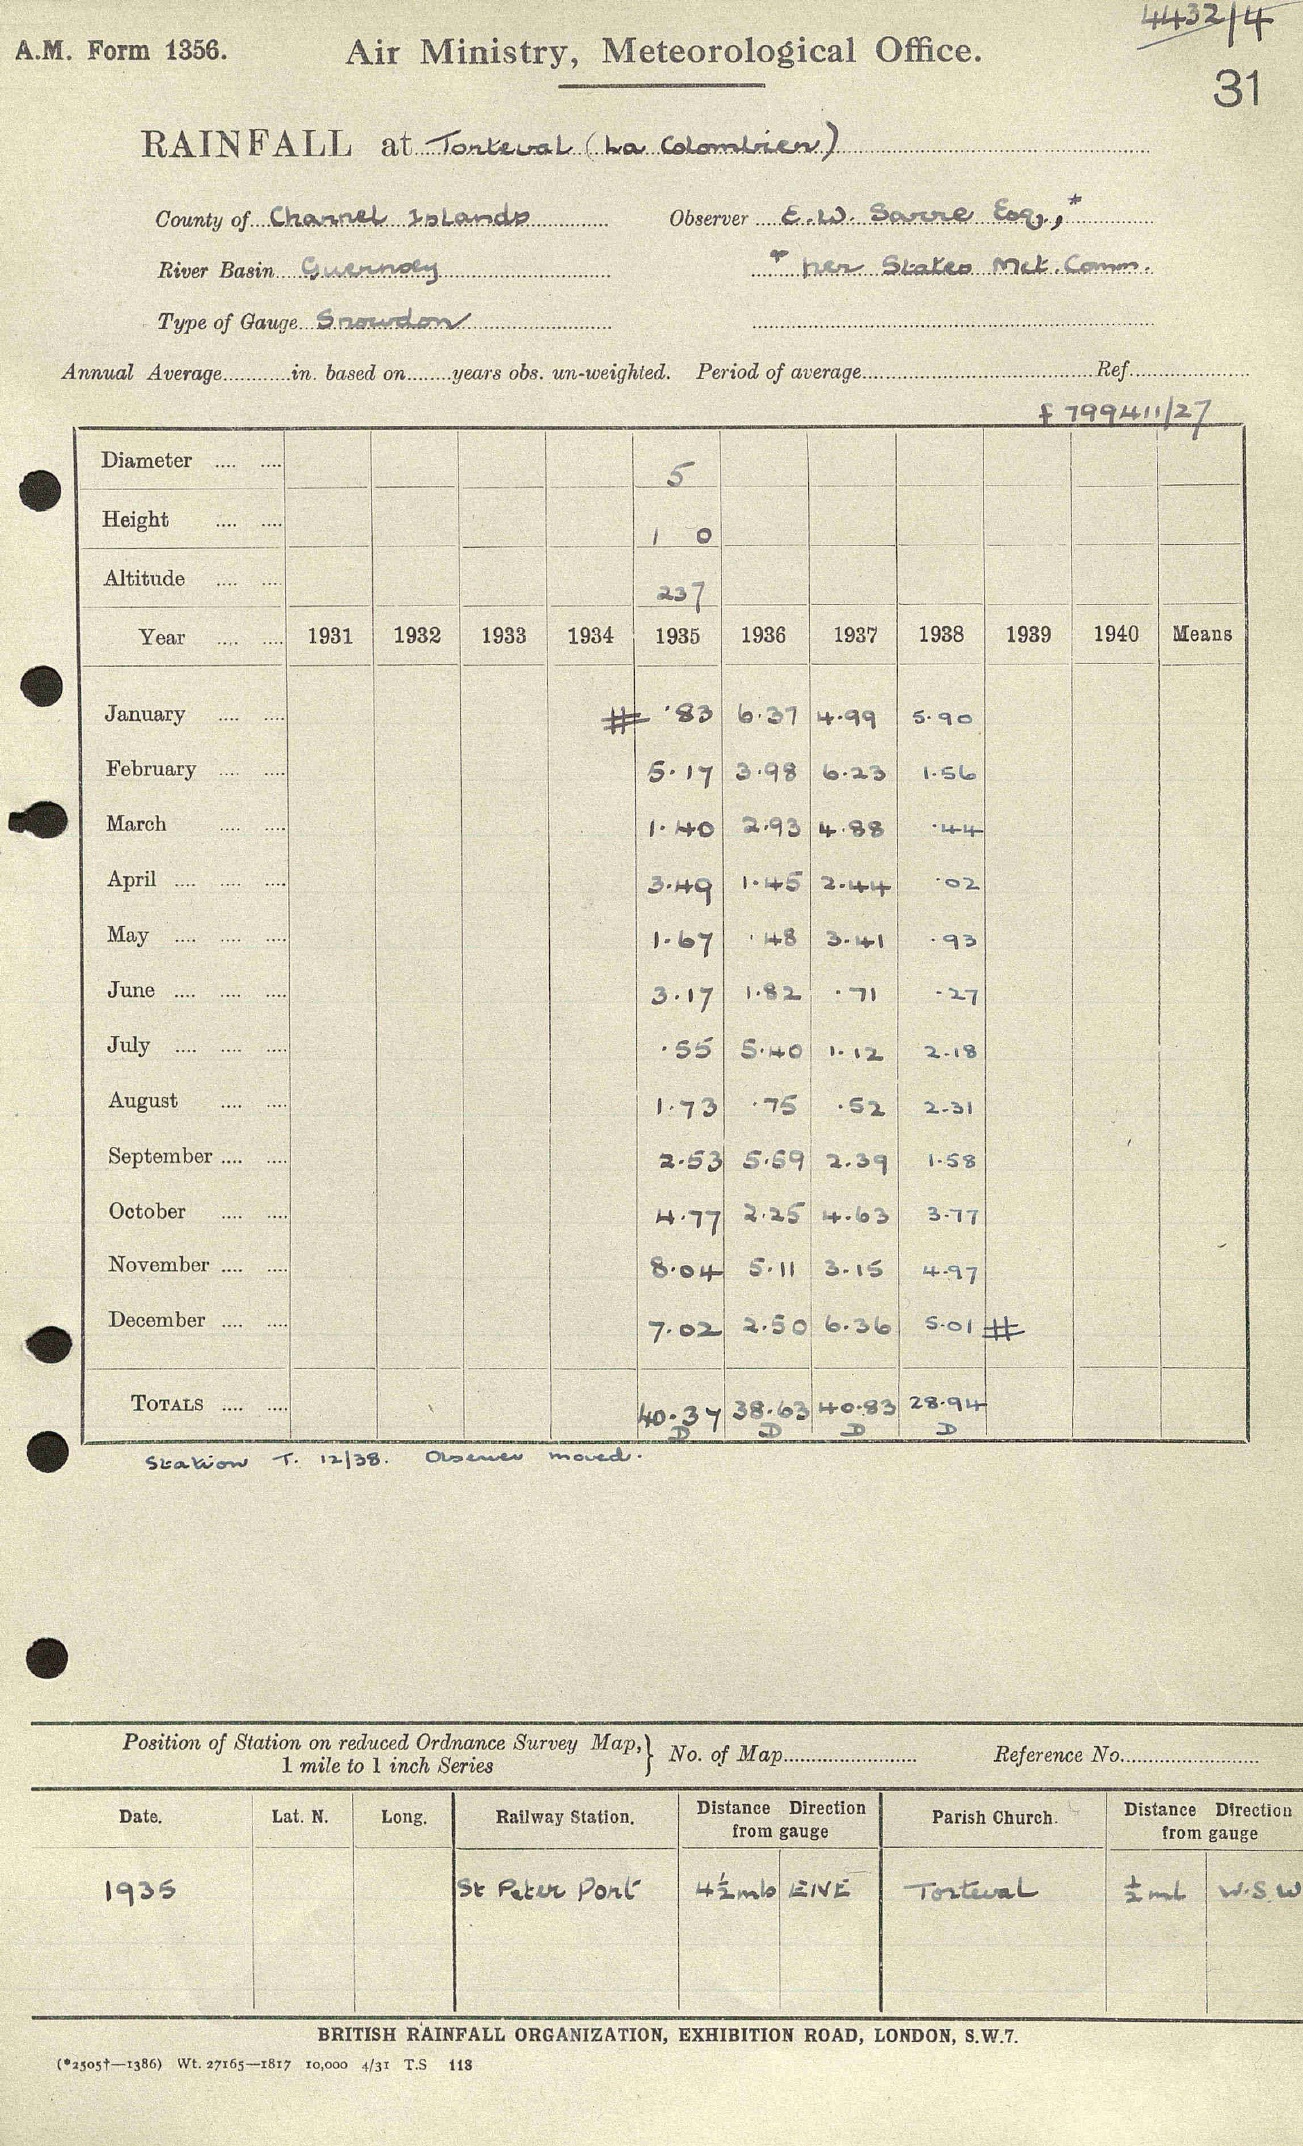 4432/4
A.M. Form 1356. Air Ministry, Meteorological Office.
31
RAINFALL at Torteval (La Colombier)
County of Channel Islands Observer E.W. Sarre Esq., *
River Basin Guernsey * per States Met. Comm.
Type of Gauge Snowdon
Annual Average............in. based on........years obs. un-weighted. Period of average............Ref............
£ 799411/27
Diameter .... .... 5
Height .... .... 1 0
Altitude .... .... 237
Year .... .... 1931 1932 1933 1934 1935 1936 1937 1938 1939 1940 Means
January .... .... # .83 6.37 4.99 5.90
February .... .... 5.17 3.98 6.23 1.56
March .... .... 1.40 2.93 4.88 .44
April .... .... .... 3.49 1.45 2.44 .02
May .... .... .... 1.67 .48 3.41 .93
June .... .... .... 3.17 1.82 .71 .27
July .... .... .... .55 5.40 1.12 2.18
August .... .... 1.73 .75 .52 2.31
September .... .... 2.53 5.59 2.39 1.58
October .... .... 4.77 2.25 4.63 3.77
November .... .... 8.04 5.11 3.15 4.97
December .... .... 7.02 2.50 6.36 5.01 #
TOTALS .... .... 40.37 38.63 40.83 28.94
D D D D
Station T. 12/38. Observer moved.
Position of Station on reduced Ordnance Survey Map, } No. of Map............ Reference No............
1 mile to 1 inch Series
Date. Lat. N. Long. Railway Station. Distance Direction Parish Church. Distance Direction
from gauge from gauge
1935 St Peter Port 4½ mls ENE Torteval ½ ml W.S.W
BRITISH RAINFALL ORGANIZATION, EXHIBITION ROAD, LONDON, S.W.7.
(*2505†—1386) Wt. 27165—1817 10,000 4/31 T.S 118